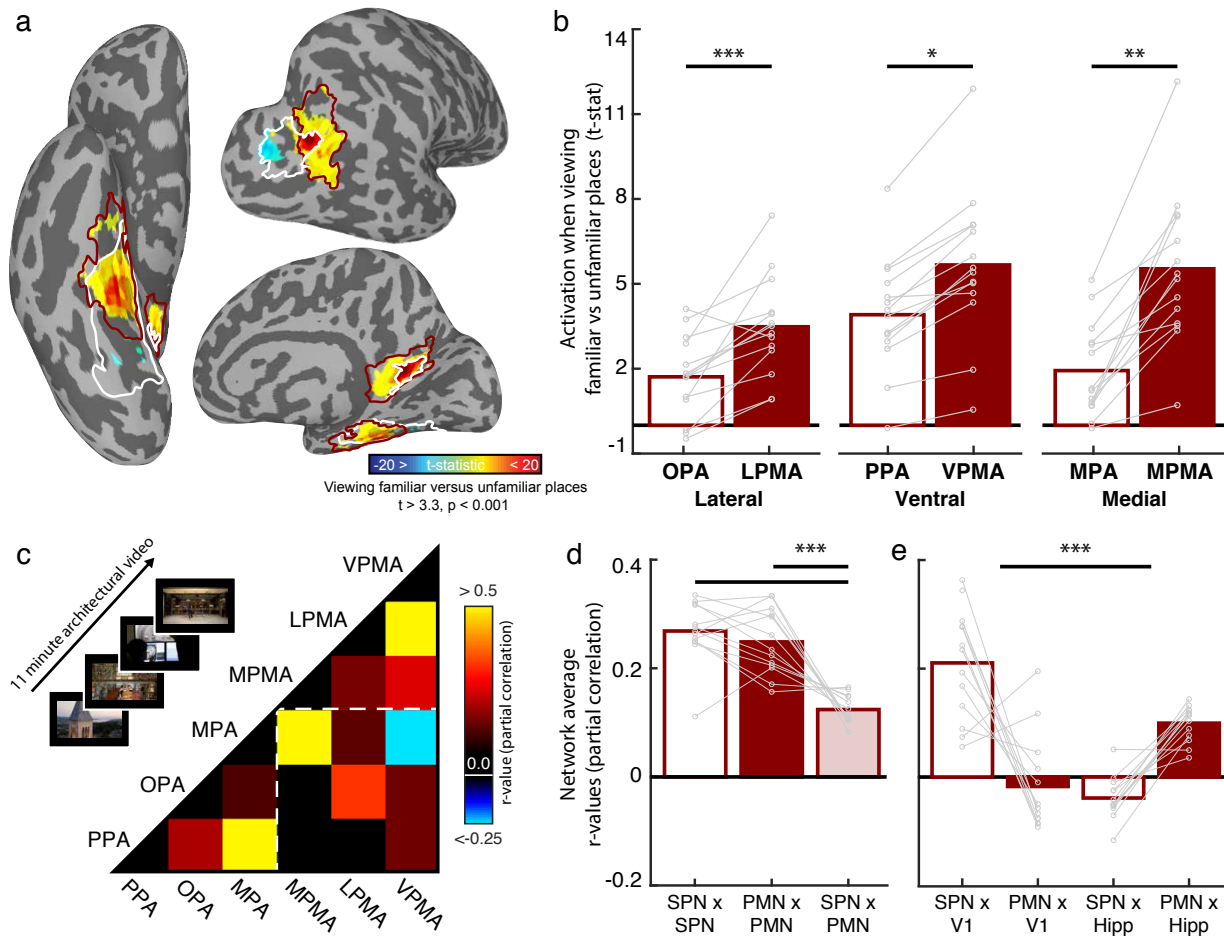 a
-20 > t-statistic < 20
Viewing familiar versus unfamiliar places
t > 3.3, p < 0.001
b
Activation when viewing
familiar vs unfamiliar places (t-stat)
14
11
8
5
2
-1
***
*
**
OPA LPMA
Lateral
PPA VPMA
Ventral
MPA MPMA
Medial
c
11 minute architectural video
VPMA
LPMA
MPMA
MPA
OPA
PPA
PPA
OPA
MPA
MPMA
LPMA
VPMA
> 0.5
0.0
<-0.25
r-value (partial correlation)
d
Network average
r-values (partial correlation)
0.4
0.2
0
-0.2
***
SPN x
SPN
PMN x
PMN
SPN x
PMN
e
***
SPN x
V1
PMN x
V1
SPN x
Hipp
PMN x
Hipp